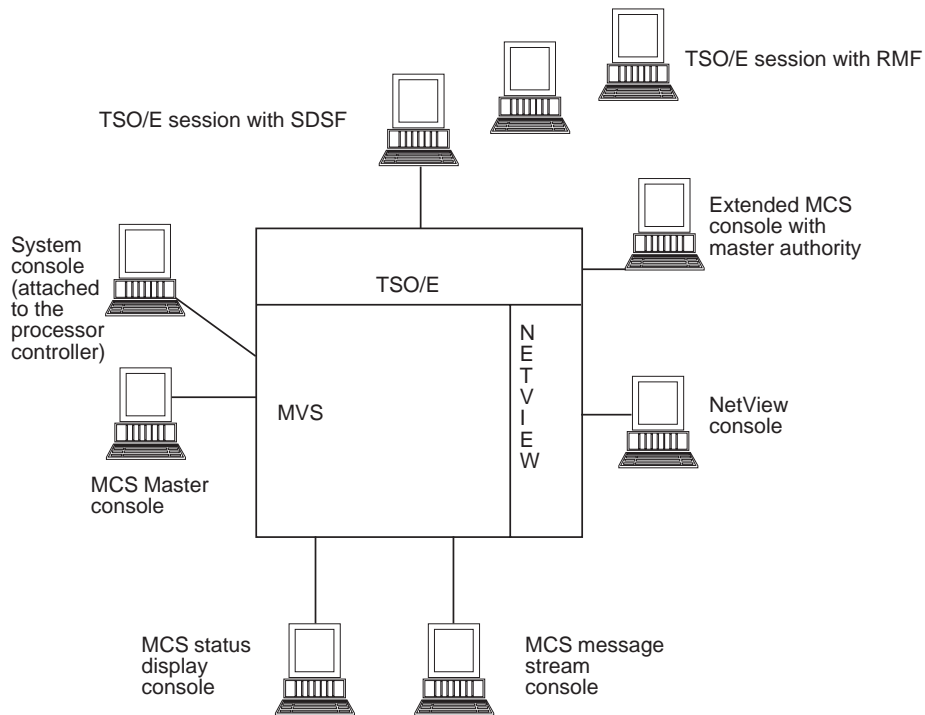 TSO/E session with RMF
TSO/E session with SDSF
Extended MCS
console with
master authority
System
console
(attached
to the
processor
controller)
TSO/E
N
E
T
V
I
E
W
MVS
NetView
console
MCS Master
console
MCS status
display
console
MCS message
stream
console